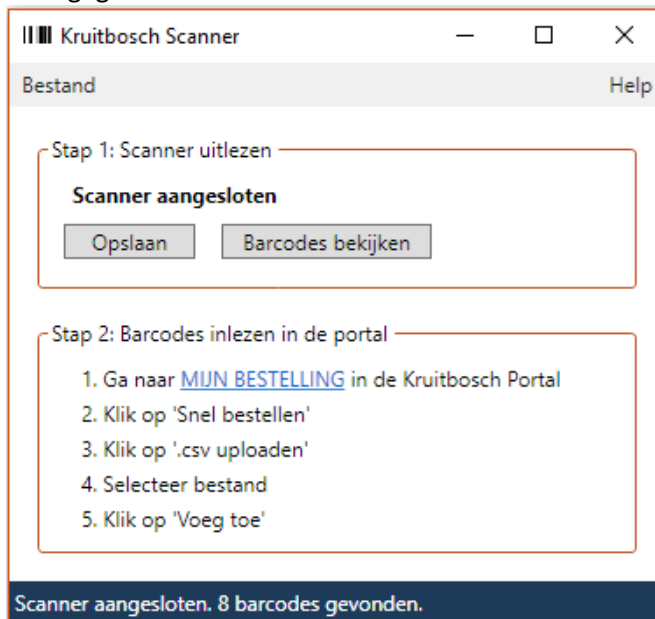 Kruitbosch Scanner
Bestand Help
Stap 1: Scanner uitlezen
Scanner aangesloten
Opslaan Barcodes bekijken
Stap 2: Barcodes inlezen in de portal
1. Ga naar MIJN BESTELLING in de Kruitbosch Portal
2. Klik op 'Snel bestellen'
3. Klik op '.csv uploaden'
4. Selecteer bestand
5. Klik op 'Voeg toe'
Scanner aangesloten. 8 barcodes gevonden.